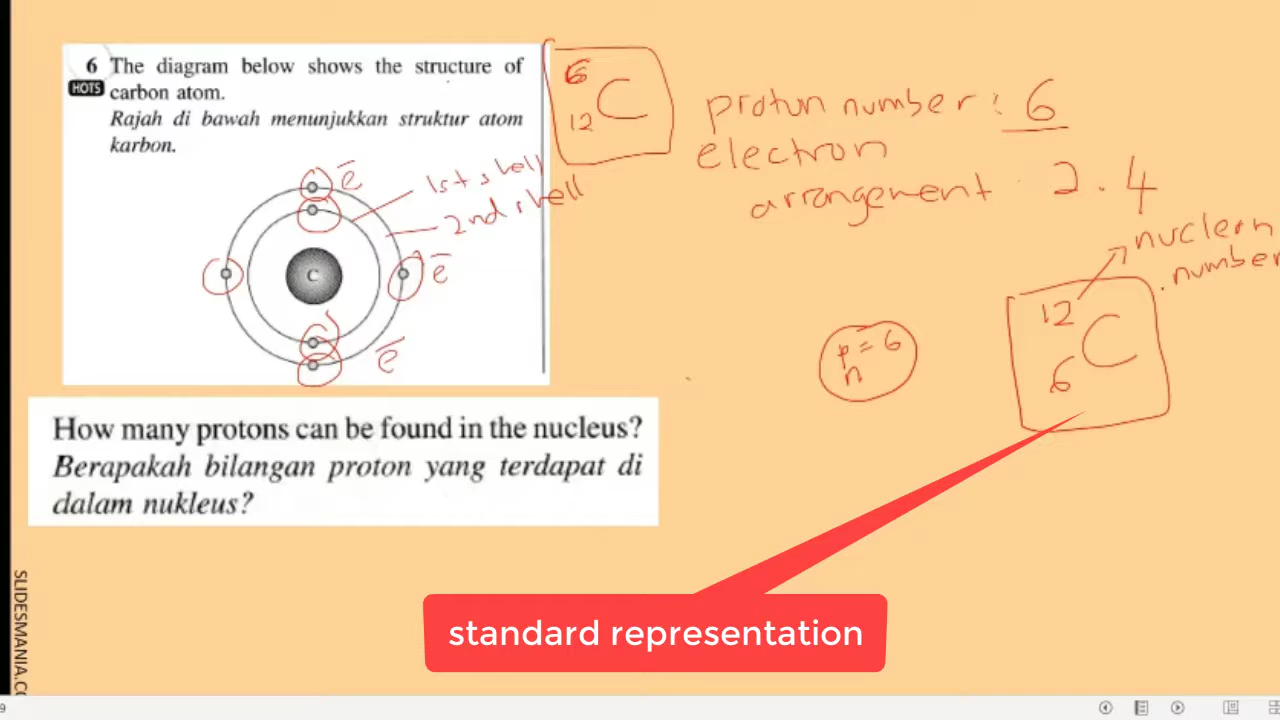 6 The diagram below shows the structure of
HOTS carbon atom.
Rajah di bawah menunjukkan struktur atom
karbon.
e̅
1st shell
2nd shell
C
e̅
e̅
6
12 C
proton number : 6
electron
arrangement 2.4
nucleon
number
12
6 C
p = 6
n
How many protons can be found in the nucleus?
Berapakah bilangan proton yang terdapat di
dalam nukleus?
standard representation
SLIDESMANIA.C
9